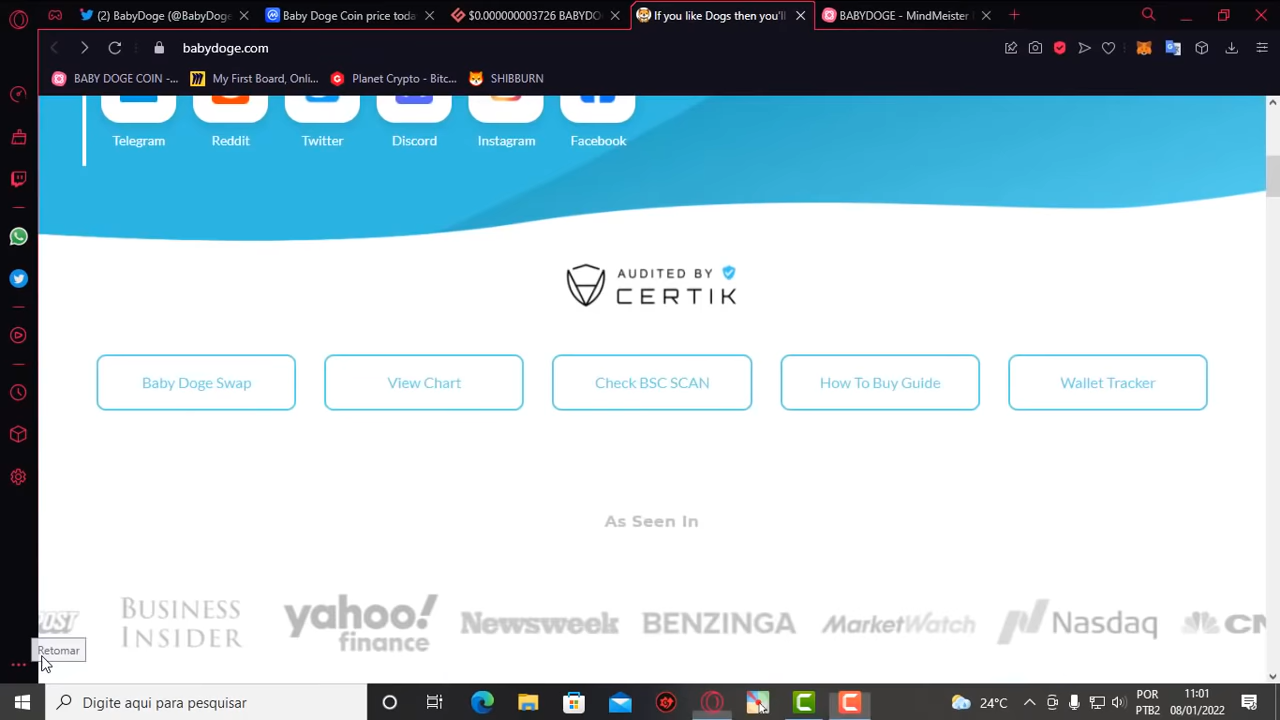 (2) BabyDoge (@BabyDoge
Baby Doge Coin price toda
$0.000000003726 BABYDO
If you like Dogs then you'll
BABYDOGE - MindMeister
babydoge.com
BABY DOGE COIN -...
My First Board, Onli...
Planet Crypto - Bitc...
SHIBBURN
Telegram
Reddit
Twitter
Discord
Instagram
Facebook
AUDITED BY
CERTIK
Baby Doge Swap
View Chart
Check BSC SCAN
How To Buy Guide
Wallet Tracker
As Seen In
POST
BUSINESS
INSIDER
yahoo!
finance
Newsweek
BENZINGA
MarketWatch
Nasdaq
CN
Retomar
Digite aqui para pesquisar
24°C
POR
PTB2
11:01
08/01/2022